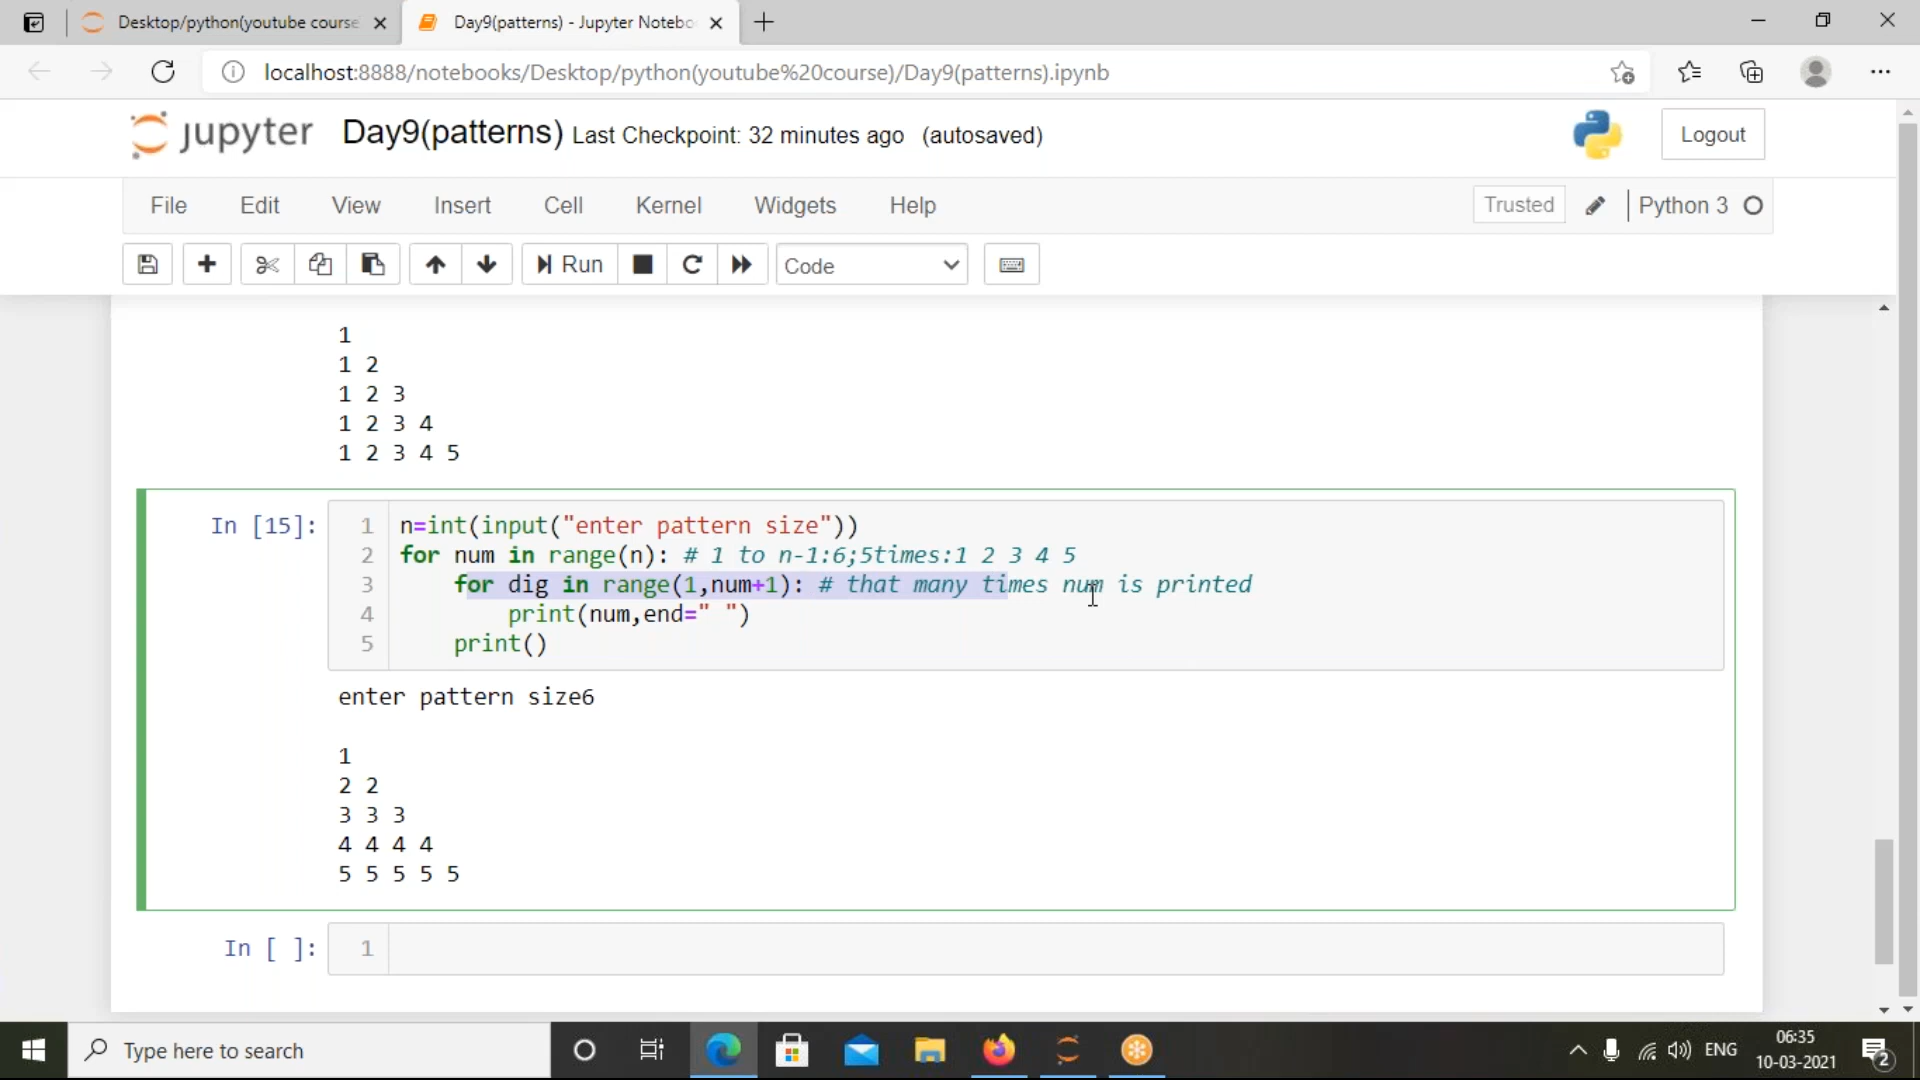 Desktop/python(youtube course
Day9(patterns) - Jupyter Notebo
localhost:8888/notebooks/Desktop/python(youtube%20course)/Day9(patterns).ipynb
jupyter Day9(patterns) Last Checkpoint: 32 minutes ago (autosaved)
Logout
File Edit View Insert Cell Kernel Widgets Help
Trusted Python 3
Run Code
1
1 2
1 2 3
1 2 3 4
1 2 3 4 5
In [15]:
1 n=int(input("enter pattern size"))
2 for num in range(n): # 1 to n-1:6;5times:1 2 3 4 5
3 for dig in range(1,num+1): # that many times num is printed
4 print(num,end=" ")
5 print()
enter pattern size6
1
2 2
3 3 3
4 4 4 4
5 5 5 5 5
In [ ]: 1
Type here to search
ENG
06:35
10-03-2021
2